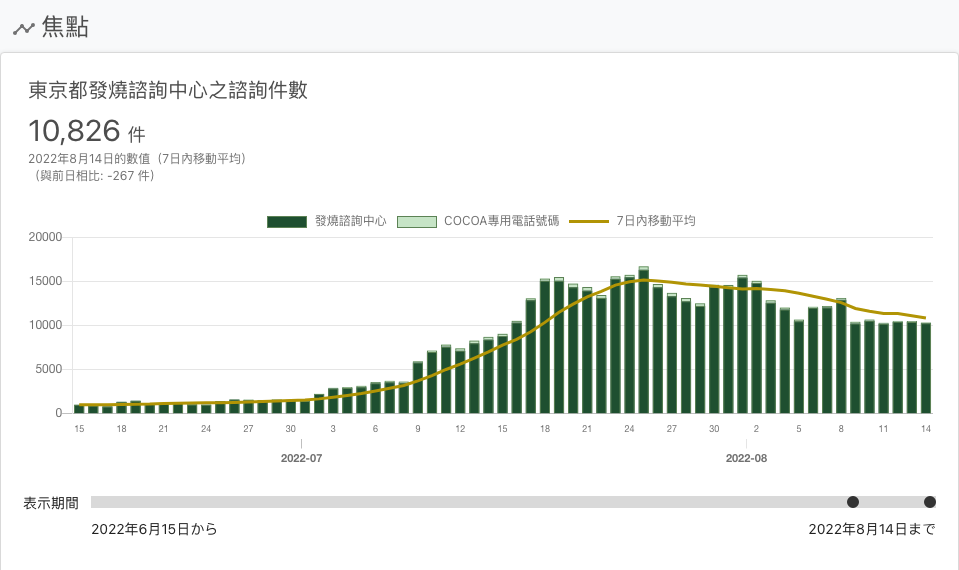 焦點
東京都發燒諮詢中心之諮詢件數
10,826 件
2022年8月14日的數值（7日內移動平均）
（與前日相比: -267 件）
發燒諮詢中心 COCOA專用電話號碼 7日內移動平均
20000
15000
10000
5000
0
15 18 21 24 27 30 3 6 9 12 15 18 21 24 27 30 2 5 8 11 14
2022-07 2022-08
表示期間
2022年6月15日から 2022年8月14日まで